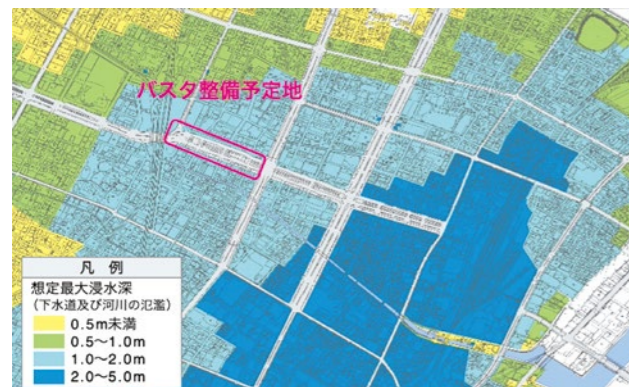 バスタ整備予定地
凡 例
想定最大浸水深
（下水道及び河川の氾濫）
0.5m未満
0.5〜1.0m
1.0〜2.0m
2.0〜5.0m